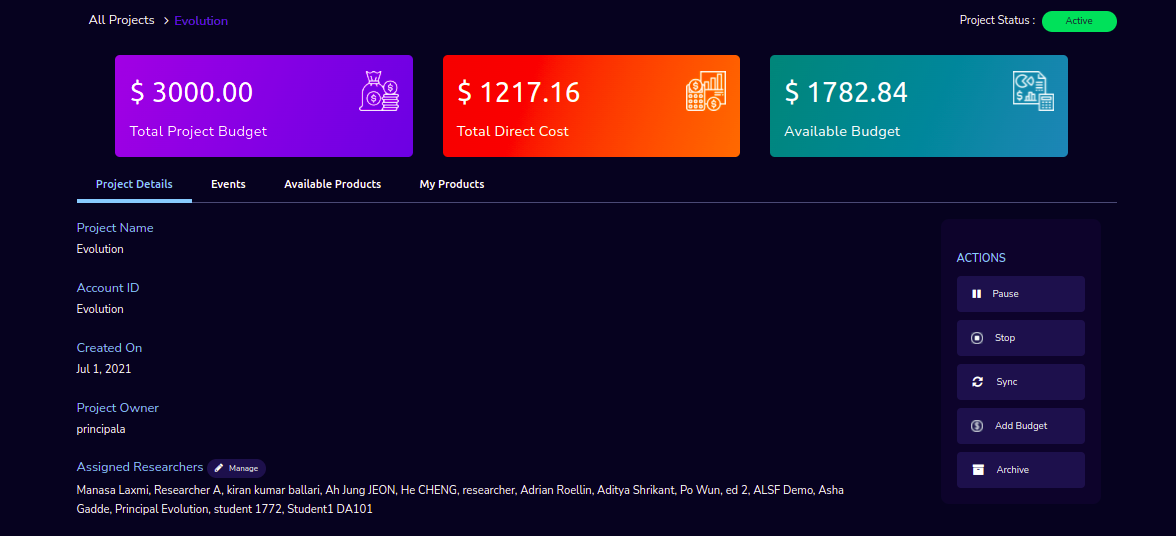 All Projects > Evolution
Project Status : Active
$ 3000.00
Total Project Budget
$ 1217.16
Total Direct Cost
$ 1782.84
Available Budget
Project Details Events Available Products My Products
Project Name
Evolution
Account ID
Evolution
Created On
Jul 1, 2021
Project Owner
principala
Assigned Researchers Manage
Manasa Laxmi, Researcher A, kiran kumar ballari, Ah Jung JEON, He CHENG, researcher, Adrian Roellin, Aditya Shrikant, Po Wun, ed 2, ALSF Demo, Asha
Gadde, Principal Evolution, student 1772, Student1 DA101
ACTIONS
Pause
Stop
Sync
Add Budget
Archive